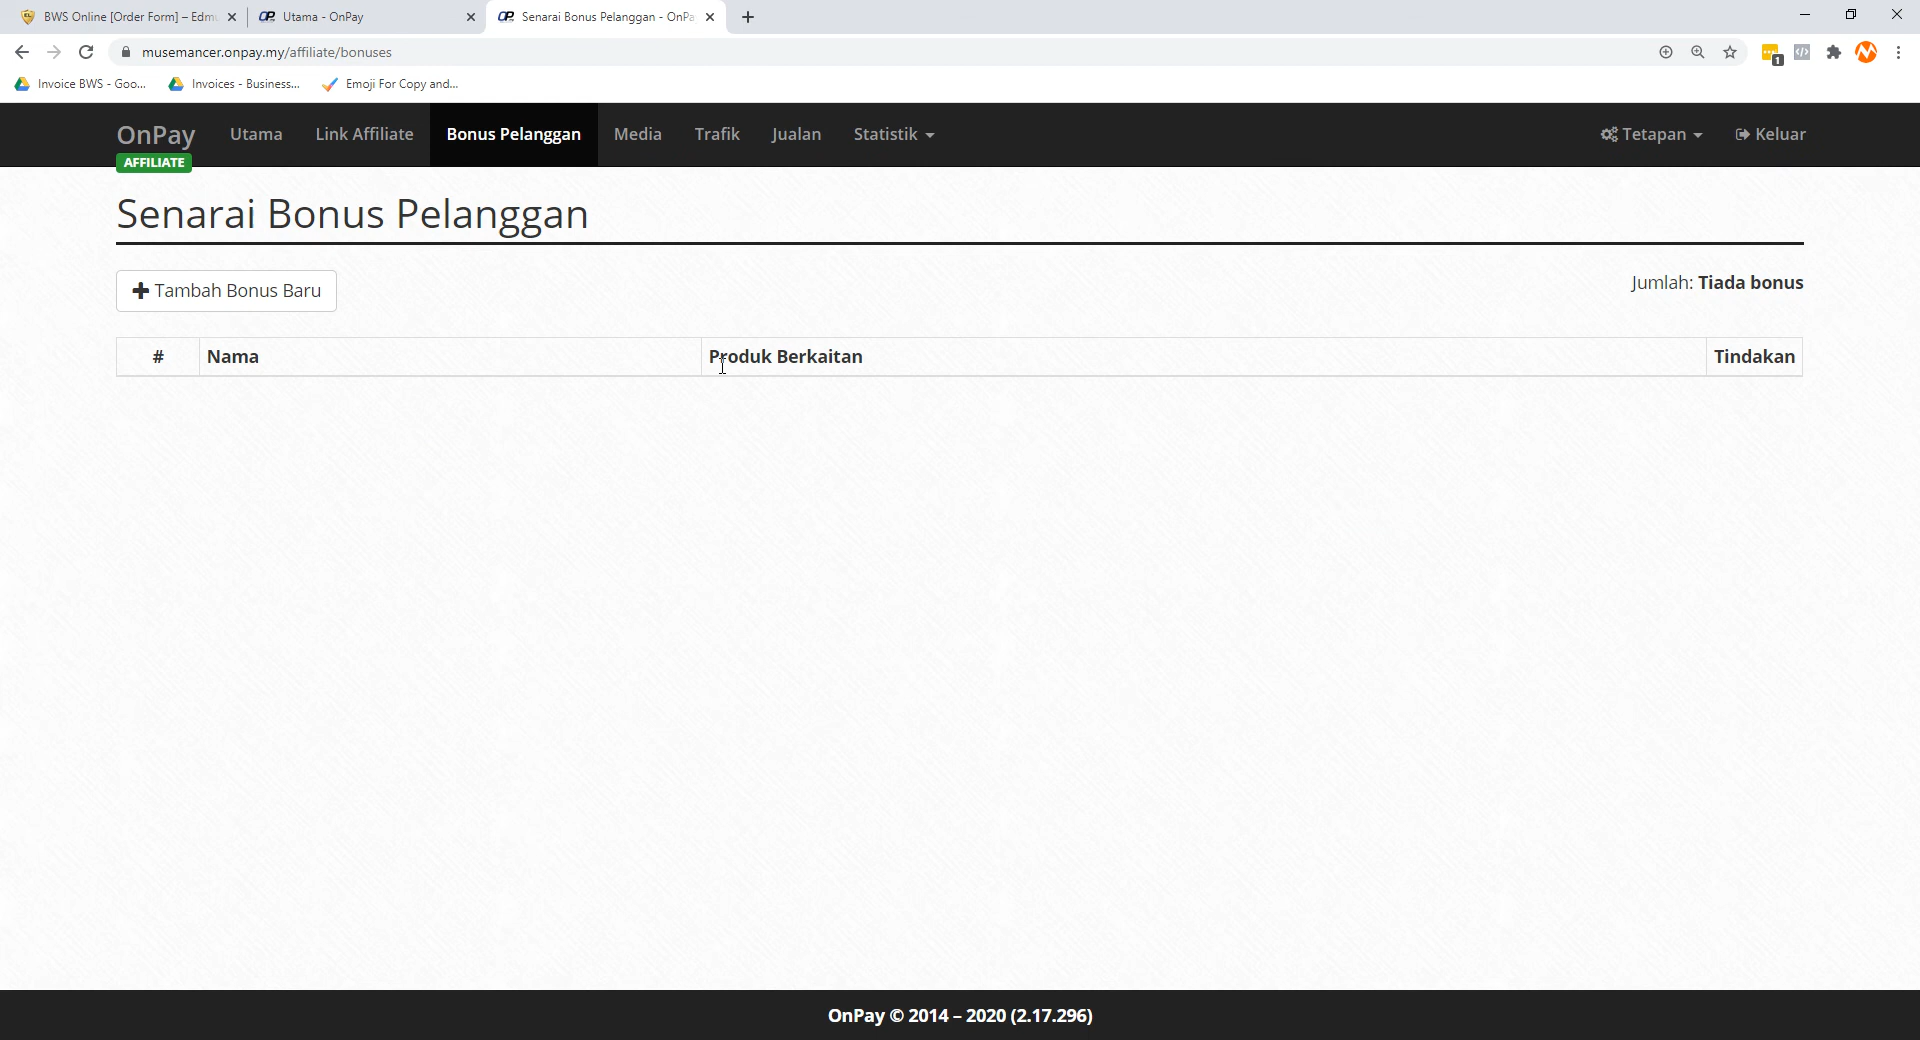 BWS Online [Order Form] – Edm
Utama - OnPay
Senarai Bonus Pelanggan - OnPa
musemancer.onpay.my/affiliate/bonuses
1
Invoice BWS - Goo...
Invoices - Business...
Emoji For Copy and...
OnPay
AFFILIATE
Utama
Link Affiliate
Bonus Pelanggan
Media
Trafik
Jualan
Statistik
Tetapan
Keluar
Senarai Bonus Pelanggan
Tambah Bonus Baru
Jumlah: Tiada bonus
# Nama Produk Berkaitan Tindakan
OnPay © 2014 – 2020 (2.17.296)